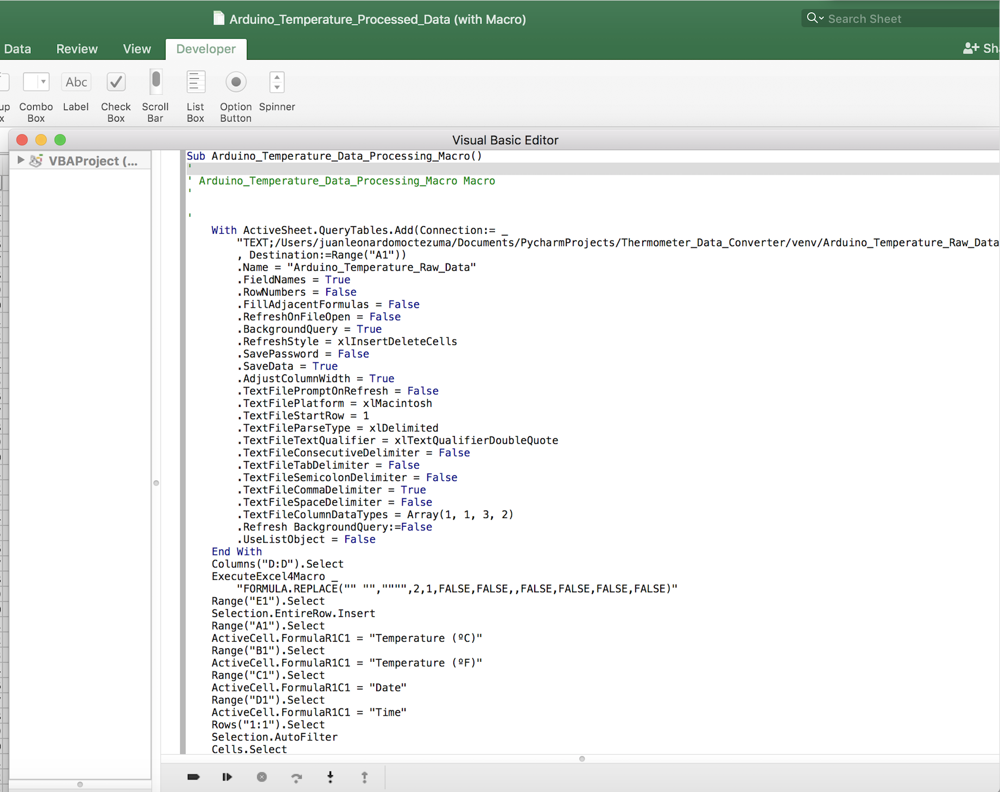 Arduino_Temperature_Processed_Data (with Macro)
Search Sheet
Data Review View Developer
Abc
Combo Box
Label
Check Box
Scroll Bar
List Box
Option Button
Spinner
Visual Basic Editor
VBAProject (...
Sub Arduino_Temperature_Data_Processing_Macro()
'
' Arduino_Temperature_Data_Processing_Macro Macro
'
'
With ActiveSheet.QueryTables.Add(Connection:= _
"TEXT;/Users/juanleonardomoctezuma/Documents/PycharmProjects/Thermometer_Data_Converter/venv/Arduino_Temperature_Raw_Data
, Destination:=Range("A1"))
.Name = "Arduino_Temperature_Raw_Data"
.FieldNames = True
.RowNumbers = False
.FillAdjacentFormulas = False
.RefreshOnFileOpen = False
.BackgroundQuery = True
.RefreshStyle = xlInsertDeleteCells
.SavePassword = False
.SaveData = True
.AdjustColumnWidth = True
.TextFilePromptOnRefresh = False
.TextFilePlatform = xlMacintosh
.TextFileStartRow = 1
.TextFileParseType = xlDelimited
.TextFileTextQualifier = xlTextQualifierDoubleQuote
.TextFileConsecutiveDelimiter = False
.TextFileTabDelimiter = False
.TextFileSemicolonDelimiter = False
.TextFileCommaDelimiter = True
.TextFileSpaceDelimiter = False
.TextFileColumnDataTypes = Array(1, 1, 3, 2)
.Refresh BackgroundQuery:=False
.UseListObject = False
End With
Columns("D:D").Select
ExecuteExcel4Macro _
"FORMULA.REPLACE("" "","""",2,1,FALSE,FALSE,,FALSE,FALSE,FALSE,FALSE)"
Range("E1").Select
Selection.EntireRow.Insert
Range("A1").Select
ActiveCell.FormulaR1C1 = "Temperature (ºC)"
Range("B1").Select
ActiveCell.FormulaR1C1 = "Temperature (ºF)"
Range("C1").Select
ActiveCell.FormulaR1C1 = "Date"
Range("D1").Select
ActiveCell.FormulaR1C1 = "Time"
Rows("1:1").Select
Selection.AutoFilter
Cells.Select